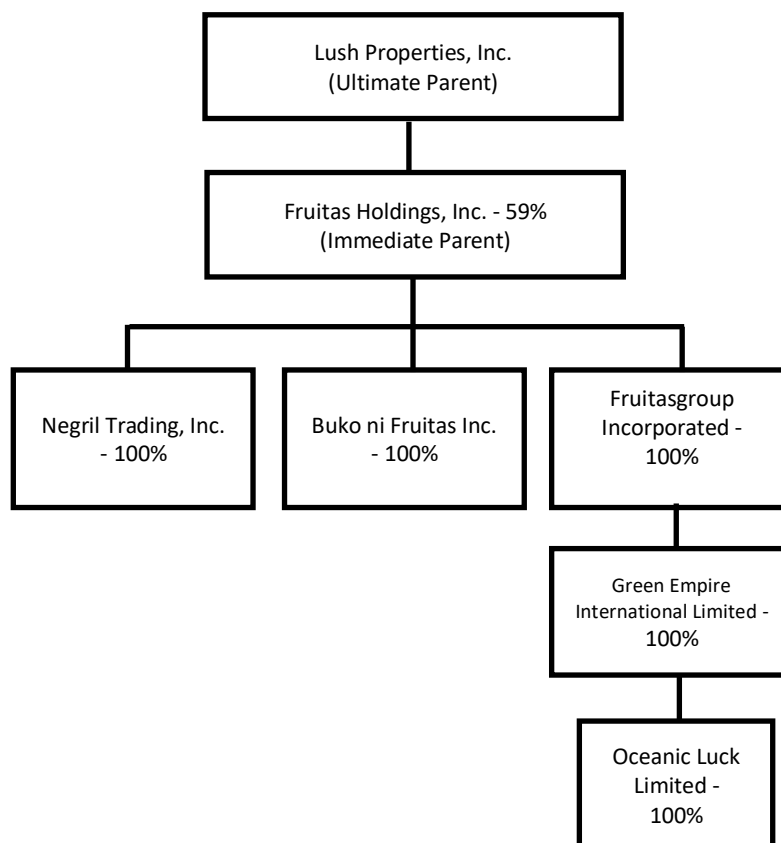 Lush Properties, Inc.
(Ultimate Parent)
Fruitas Holdings, Inc. - 59%
(Immediate Parent)
Negril Trading, Inc.
- 100%
Buko ni Fruitas Inc.
- 100%
Fruitasgroup
Incorporated -
100%
Green Empire
International Limited -
100%
Oceanic Luck
Limited -
100%